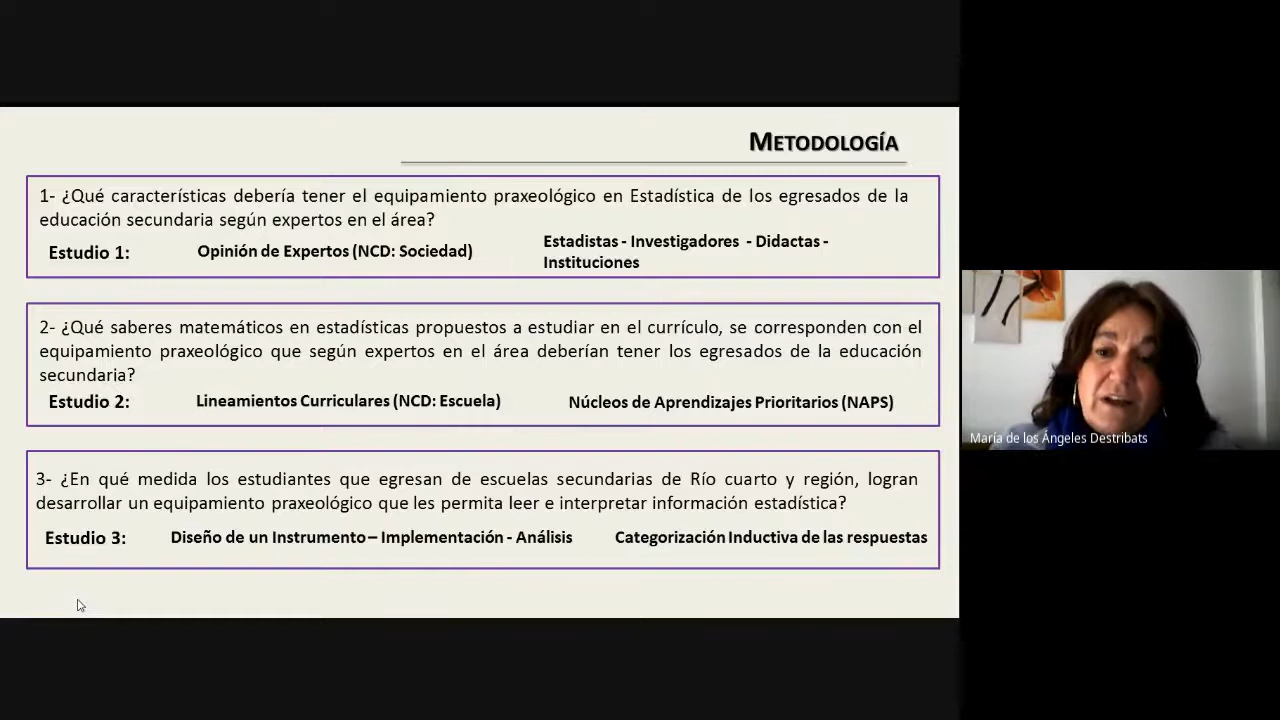 METODOLOGÍA
1- ¿Qué características debería tener el equipamiento praxeológico en Estadística de los egresados de la
educación secundaria según expertos en el área?
Estudio 1: Opinión de Expertos (NCD: Sociedad) Estadistas - Investigadores - Didactas -
Instituciones
2- ¿Qué saberes matemáticos en estadísticas propuestos a estudiar en el currículo, se corresponden con el
equipamiento praxeológico que según expertos en el área deberían tener los egresados de la educación
secundaria?
Estudio 2: Lineamientos Curriculares (NCD: Escuela) Núcleos de Aprendizajes Prioritarios (NAPS)
3- ¿En qué medida los estudiantes que egresan de escuelas secundarias de Río cuarto y región, logran
desarrollar un equipamiento praxeológico que les permita leer e interpretar información estadística?
Estudio 3: Diseño de un Instrumento – Implementación - Análisis Categorización Inductiva de las respuestas
María de los Ángeles Destribats